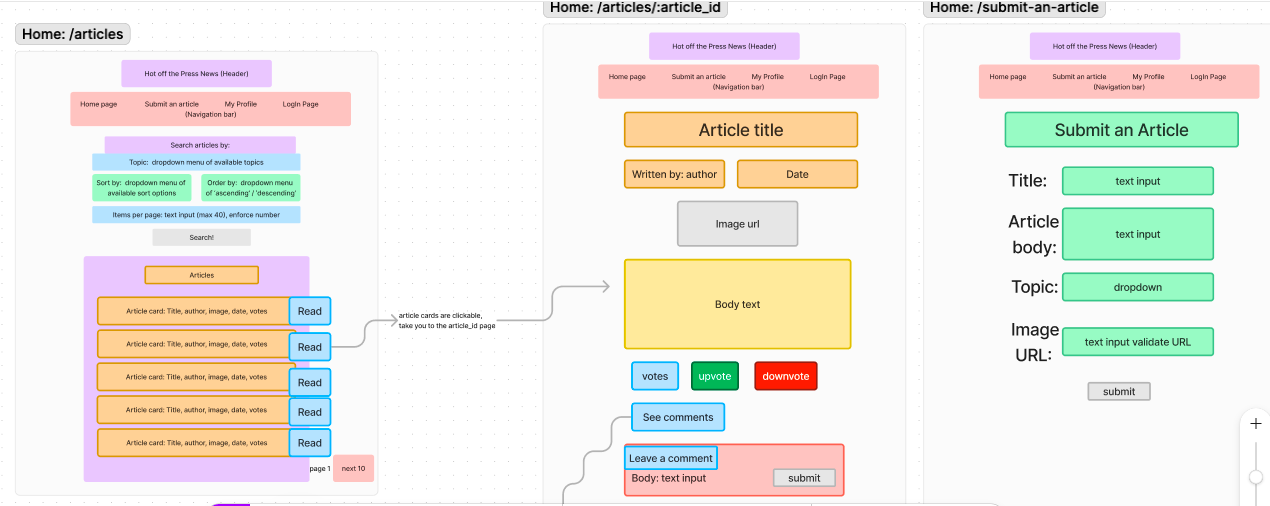 Home: /articles
Hot off the Press News (Header)
Home page Submit an article My Profile LogIn Page
(Navigation bar)
Search articles by:
Topic: dropdown menu of available topics
Sort by: dropdown menu of
available sort options
Order by: dropdown menu
of 'ascending' / 'descending'
Items per page: text input (max 40), enforce number
Search!
Articles
Article card: Title, author, image, date, votes
Read
Article card: Title, author, image, date, votes
Read
Article card: Title, author, image, date, votes
Read
Article card: Title, author, image, date, votes
Read
Article card: Title, author, image, date, votes
Read
page 1
next 10
article cards are clickable,
take you to the article_id page
Home: /articles/:article_id
Hot off the Press News (Header)
Home page Submit an article My Profile LogIn Page
(Navigation bar)
Article title
Written by: author
Date
Image url
Body text
votes
upvote
downvote
See comments
Leave a comment
Body: text input
submit
Home: /submit-an-article
Hot off the Press News (Header)
Home page Submit an article My Profile LogIn Page
(Navigation bar)
Submit an Article
Title:
text input
Article
body:
text input
Topic:
dropdown
Image
URL:
text input validate URL
submit